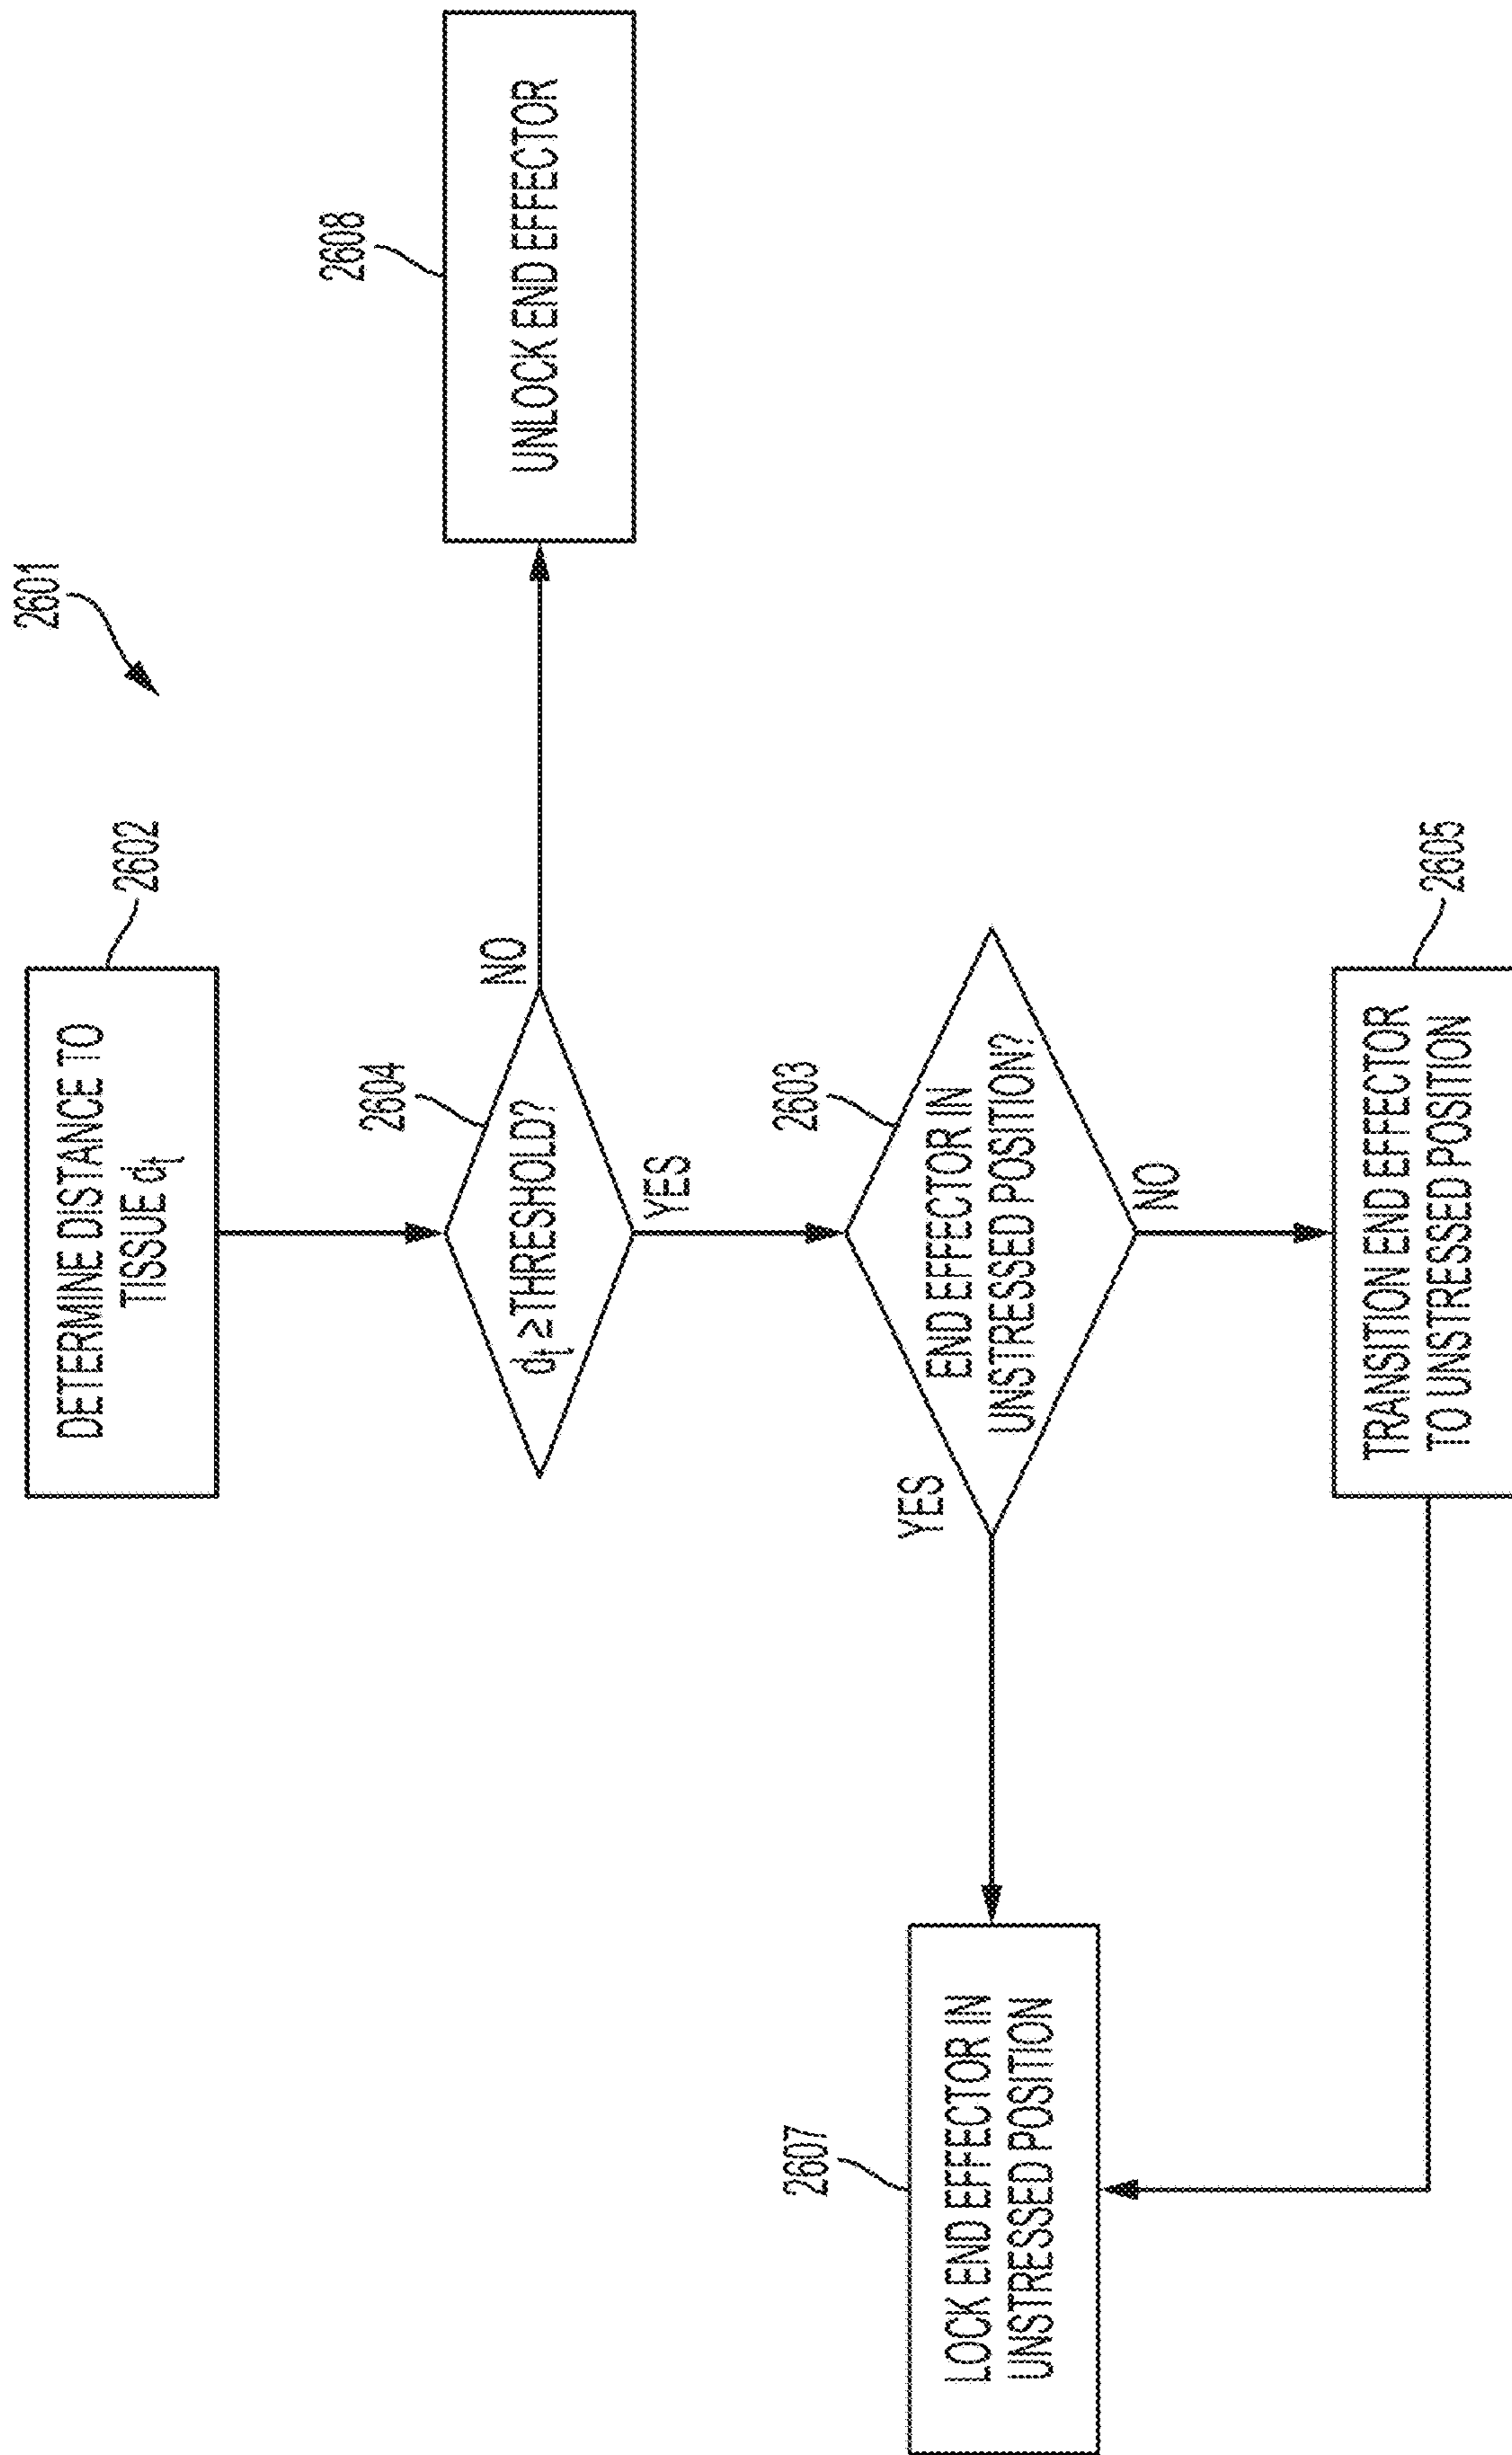 2601
DETERMINE DISTANCE TO
TISSUE dt
2602
2604
dt ≥ THRESHOLD?
NO
YES
2608
UNLOCK END EFFECTOR
2603
END EFFECTOR IN
UNSTRESSED POSITION?
YES
NO
2607
LOCK END EFFECTOR IN
UNSTRESSED POSITION
2605
TRANSITION END EFFECTOR
TO UNSTRESSED POSITION